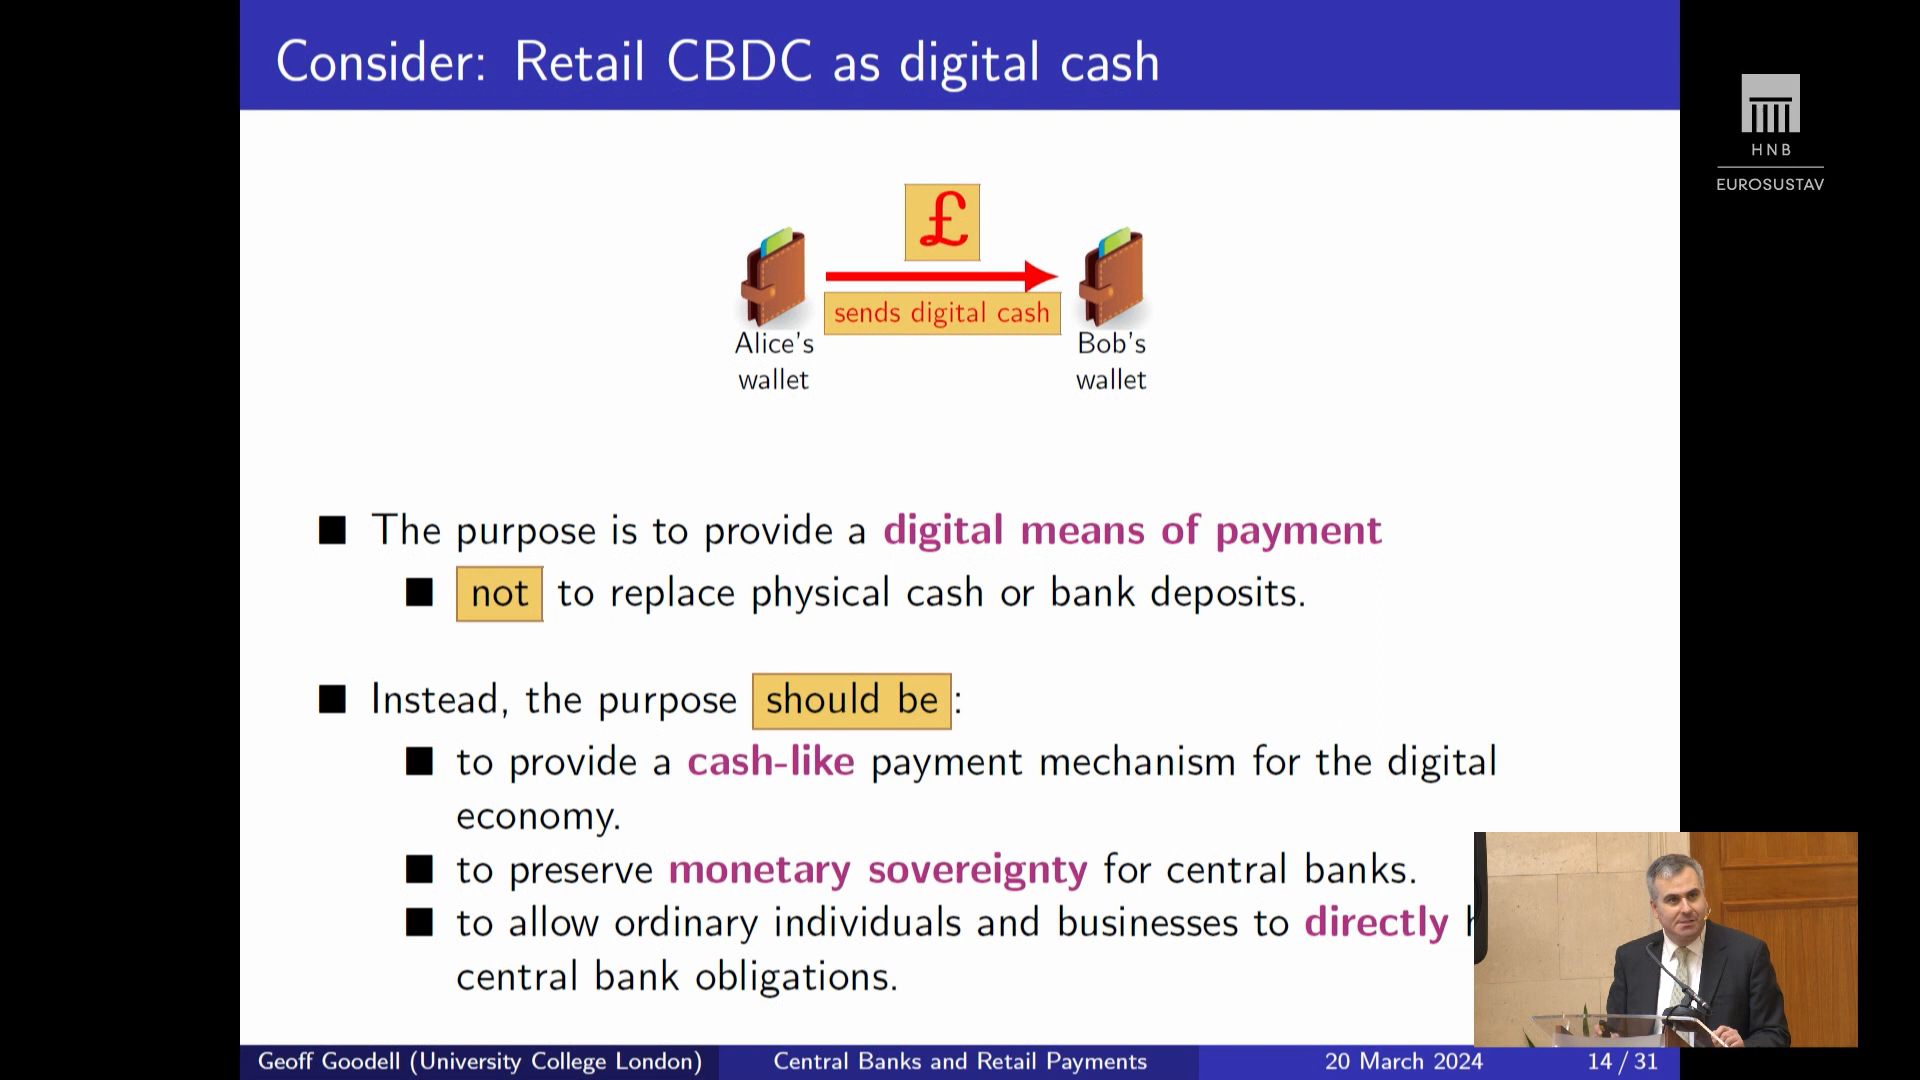 Consider: Retail CBDC as digital cash
HNB
EUROSUSTAV
£
sends digital cash
Alice's
wallet
Bob's
wallet
■ The purpose is to provide a digital means of payment
■ not to replace physical cash or bank deposits.
■ Instead, the purpose should be:
■ to provide a cash-like payment mechanism for the digital
economy.
■ to preserve monetary sovereignty for central banks.
■ to allow ordinary individuals and businesses to directly
central bank obligations.
Geoff Goodell (University College London)
Central Banks and Retail Payments
20 March 2024
14 / 31